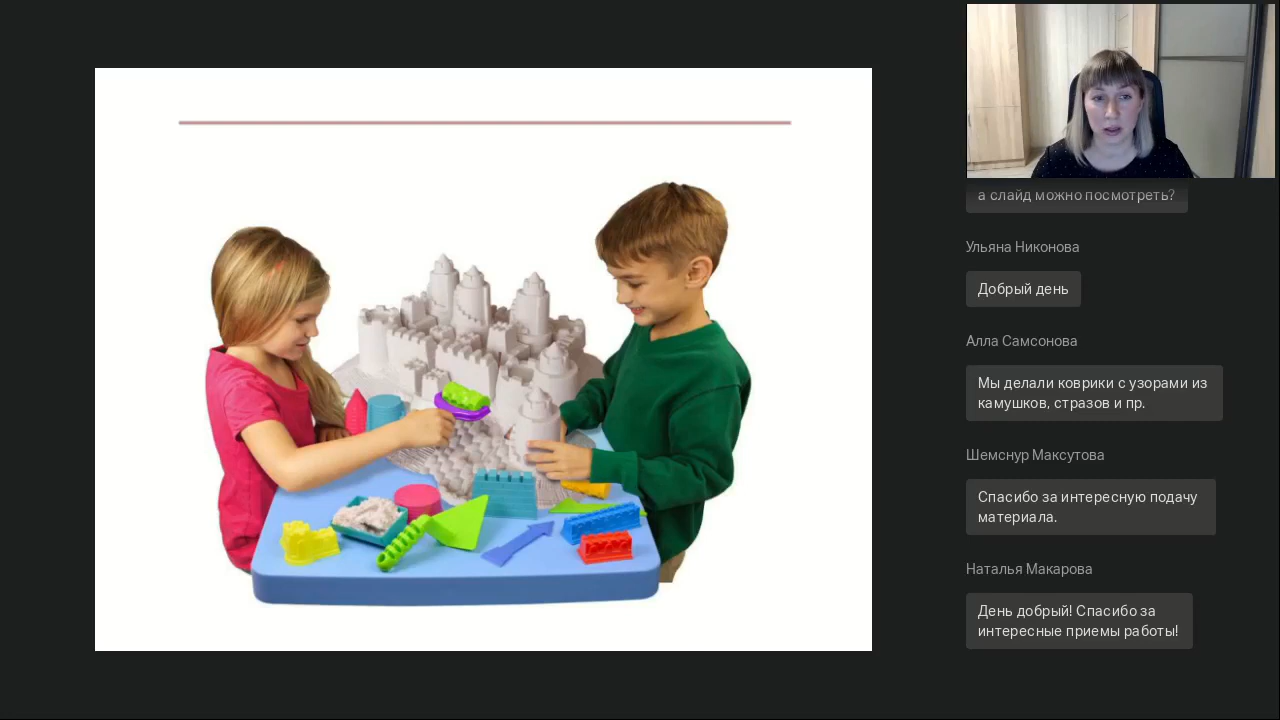 а слайд можно посмотреть?
Ульяна Никонова
Добрый день
Алла Самсонова
Мы делали коврики с узорами из
камушков, стразов и пр.
Шемснур Максутова
Спасибо за интересную подачу
материала.
Наталья Макарова
День добрый! Спасибо за
интересные приемы работы!